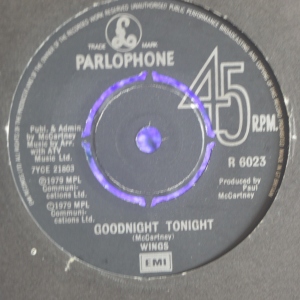 TRADE MARK
PARLOPHONE
45
R.P.M.
R 6023
Publ. & Admin
by McCartney
Music by Arr.
with ATV
Music Ltd.
7YCE 21803
Ⓟ1979 MPL
Communi-
cations Ltd.
©1979 MPL
Communi-
cations Ltd.
Produced by
Paul
McCartney
GOODNIGHT TONIGHT
(McCartney)
WINGS
EMI